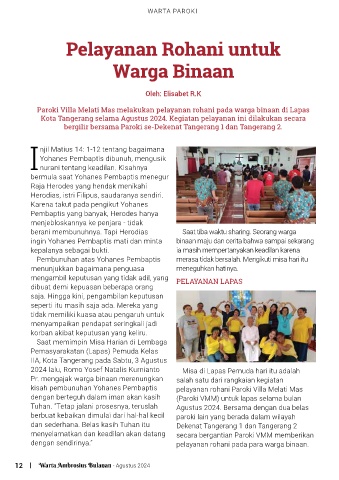 WARTA PAROKI
Pelayanan Rohani untuk
Warga Binaan
Oleh: Elisabet R.K
Paroki Villa Melati Mas melakukan pelayanan rohani pada warga binaan di Lapas
Kota Tangerang selama Agustus 2024. Kegiatan pelayanan ini dilakukan secara
bergilir bersama Paroki se-Dekenat Tangerang 1 dan Tangerang 2.
Injil Matius 14: 1-12 tentang bagaimana
Yohanes Pembaptis dibunuh, mengusik
nurani tentang keadilan. Kisahnya
bermula saat Yohanes Pembaptis menegur
Raja Herodes yang hendak menikahi
Herodias, istri Filipus, saudaranya sendiri.
Karena takut pada pengikut Yohanes
Pembaptis yang banyak, Herodes hanya
menjebloskannya ke penjara - tidak
berani membunuhnya. Tapi Herodias
ingin Yohanes Pembaptis mati dan minta
kepalanya sebagai bukti.
Pembunuhan atas Yohanes Pembaptis
menunjukkan bagaimana penguasa
mengambil keputusan yang tidak adil, yang
dibuat demi kepuasan beberapa orang
saja. Hingga kini, pengambilan keputusan
seperti itu masih saja ada. Mereka yang
tidak memiliki kuasa atau pengaruh untuk
menyampaikan pendapat seringkali jadi
korban akibat keputusan yang keliru.
Saat memimpin Misa Harian di Lembaga
Pemasyarakatan (Lapas) Pemuda Kelas
IIA, Kota Tangerang pada Sabtu, 3 Agustus
2024 lalu, Romo Yosef Natalis Kurnianto
Pr. mengajak warga binaan merenungkan
kisah pembunuhan Yohanes Pembaptis
dengan berteguh dalam iman akan kasih
Tuhan. "Tetap jalani prosesnya, teruslah
berbuat kebaikan dimulai dari hal-hal kecil
dan sederhana. Belas kasih Tuhan itu
menyelamatkan dan keadilan akan datang
dengan sendirinya."
Saat tiba waktu sharing. Seorang warga
binaan maju dan cerita bahwa sampai sekarang
ia masih mempertanyakan keadilan karena
merasa tidak bersalah. Mengikuti misa hari itu
meneguhkan hatinya.
PELAYANAN LAPAS
Misa di Lapas Pemuda hari itu adalah
salah satu dari rangkaian kegiatan
pelayanan rohani Paroki Villa Melati Mas
(Paroki VMM) untuk lapas selama bulan
Agustus 2024. Bersama dengan dua belas
paroki lain yang berada dalam wilayah
Dekenat Tangerang 1 dan Tangerang 2
secara bergantian Paroki VMM memberikan
pelayanan rohani pada para warga binaan.
12 | Warta Ambrosius Bulanan - Agustus 2024